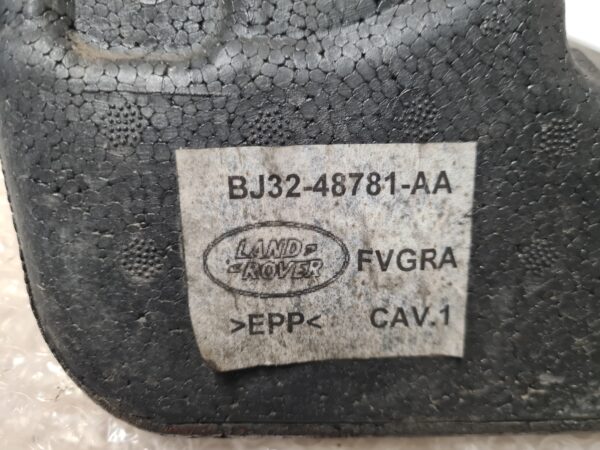 BJ32-48781-AA
LAND-
-ROVER
FVGRA
>EPP<
CAV.1